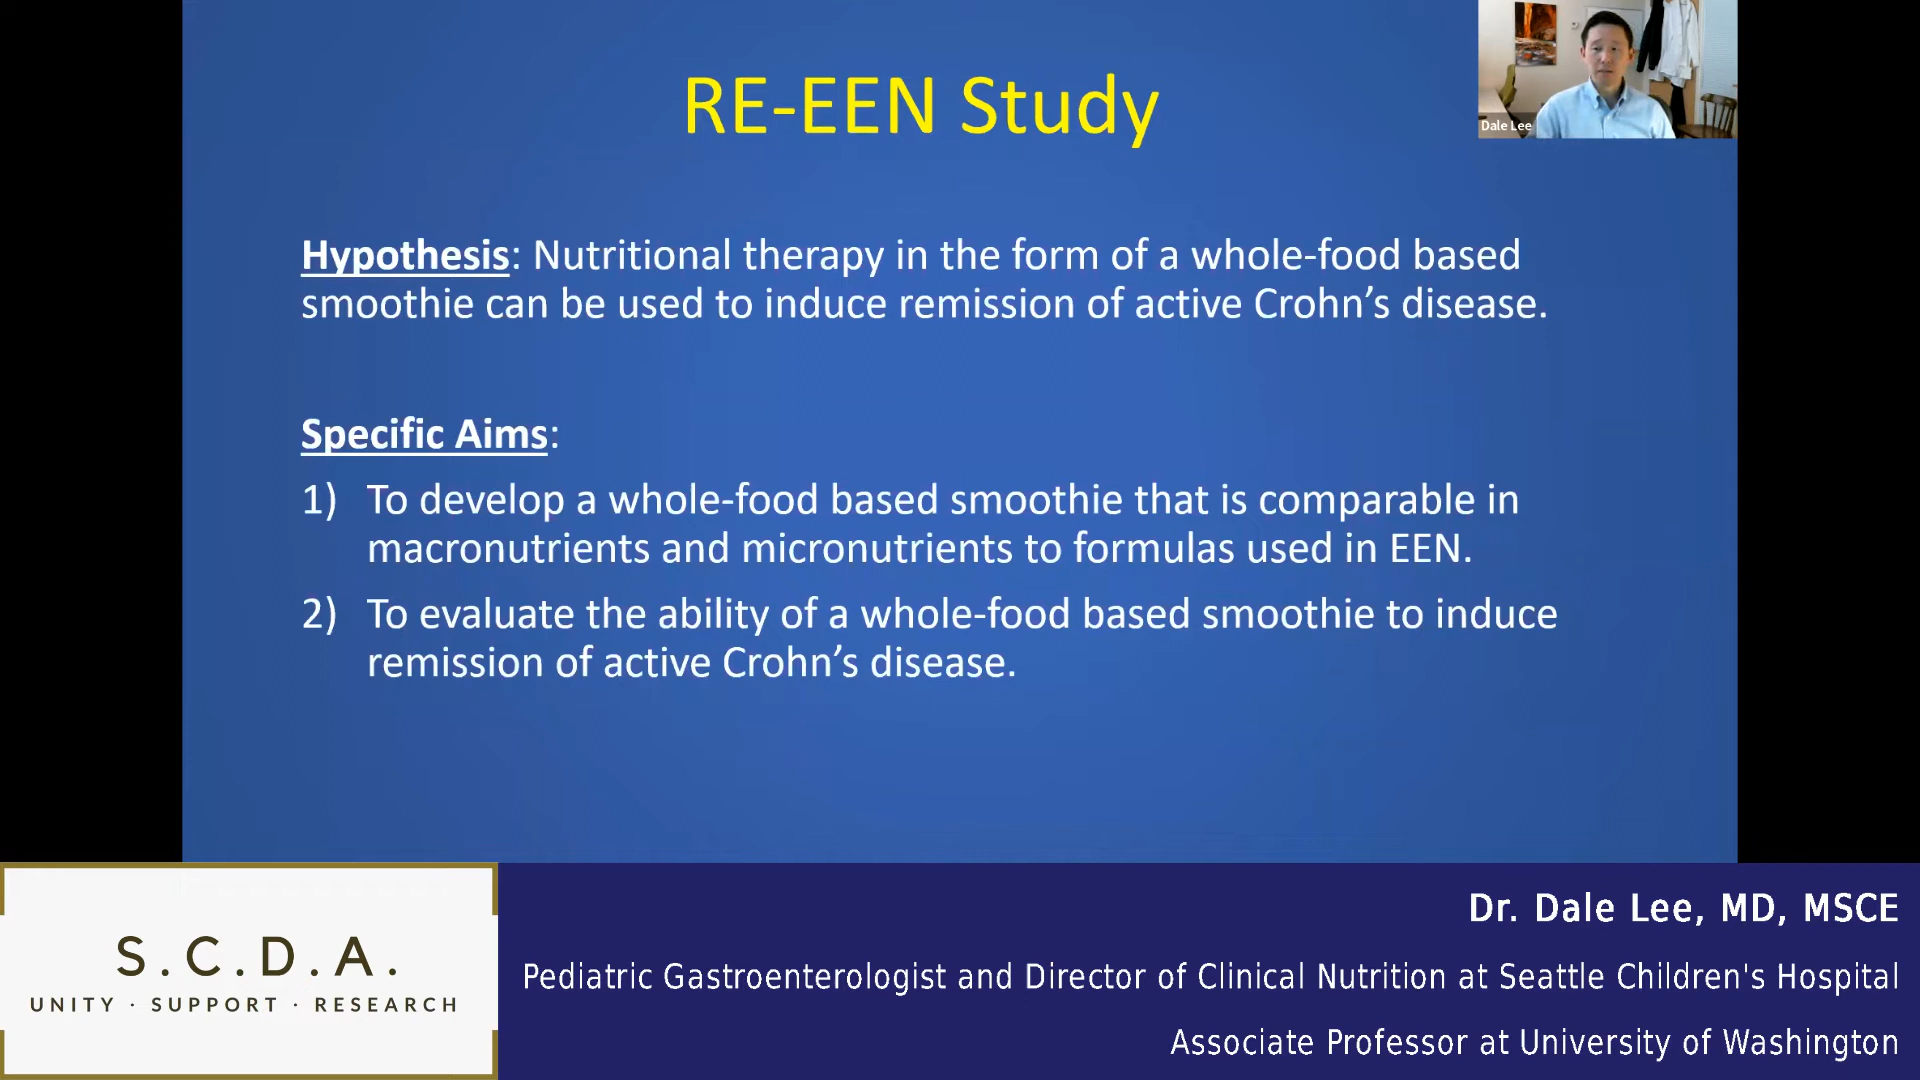 RE-EEN Study
Dale Lee
Hypothesis: Nutritional therapy in the form of a whole-food based
smoothie can be used to induce remission of active Crohn’s disease.
Specific Aims:
1) To develop a whole-food based smoothie that is comparable in
macronutrients and micronutrients to formulas used in EEN.
2) To evaluate the ability of a whole-food based smoothie to induce
remission of active Crohn’s disease.
S.C.D.A.
UNITY · SUPPORT · RESEARCH
Dr. Dale Lee, MD, MSCE
Pediatric Gastroenterologist and Director of Clinical Nutrition at Seattle Children's Hospital
Associate Professor at University of Washington